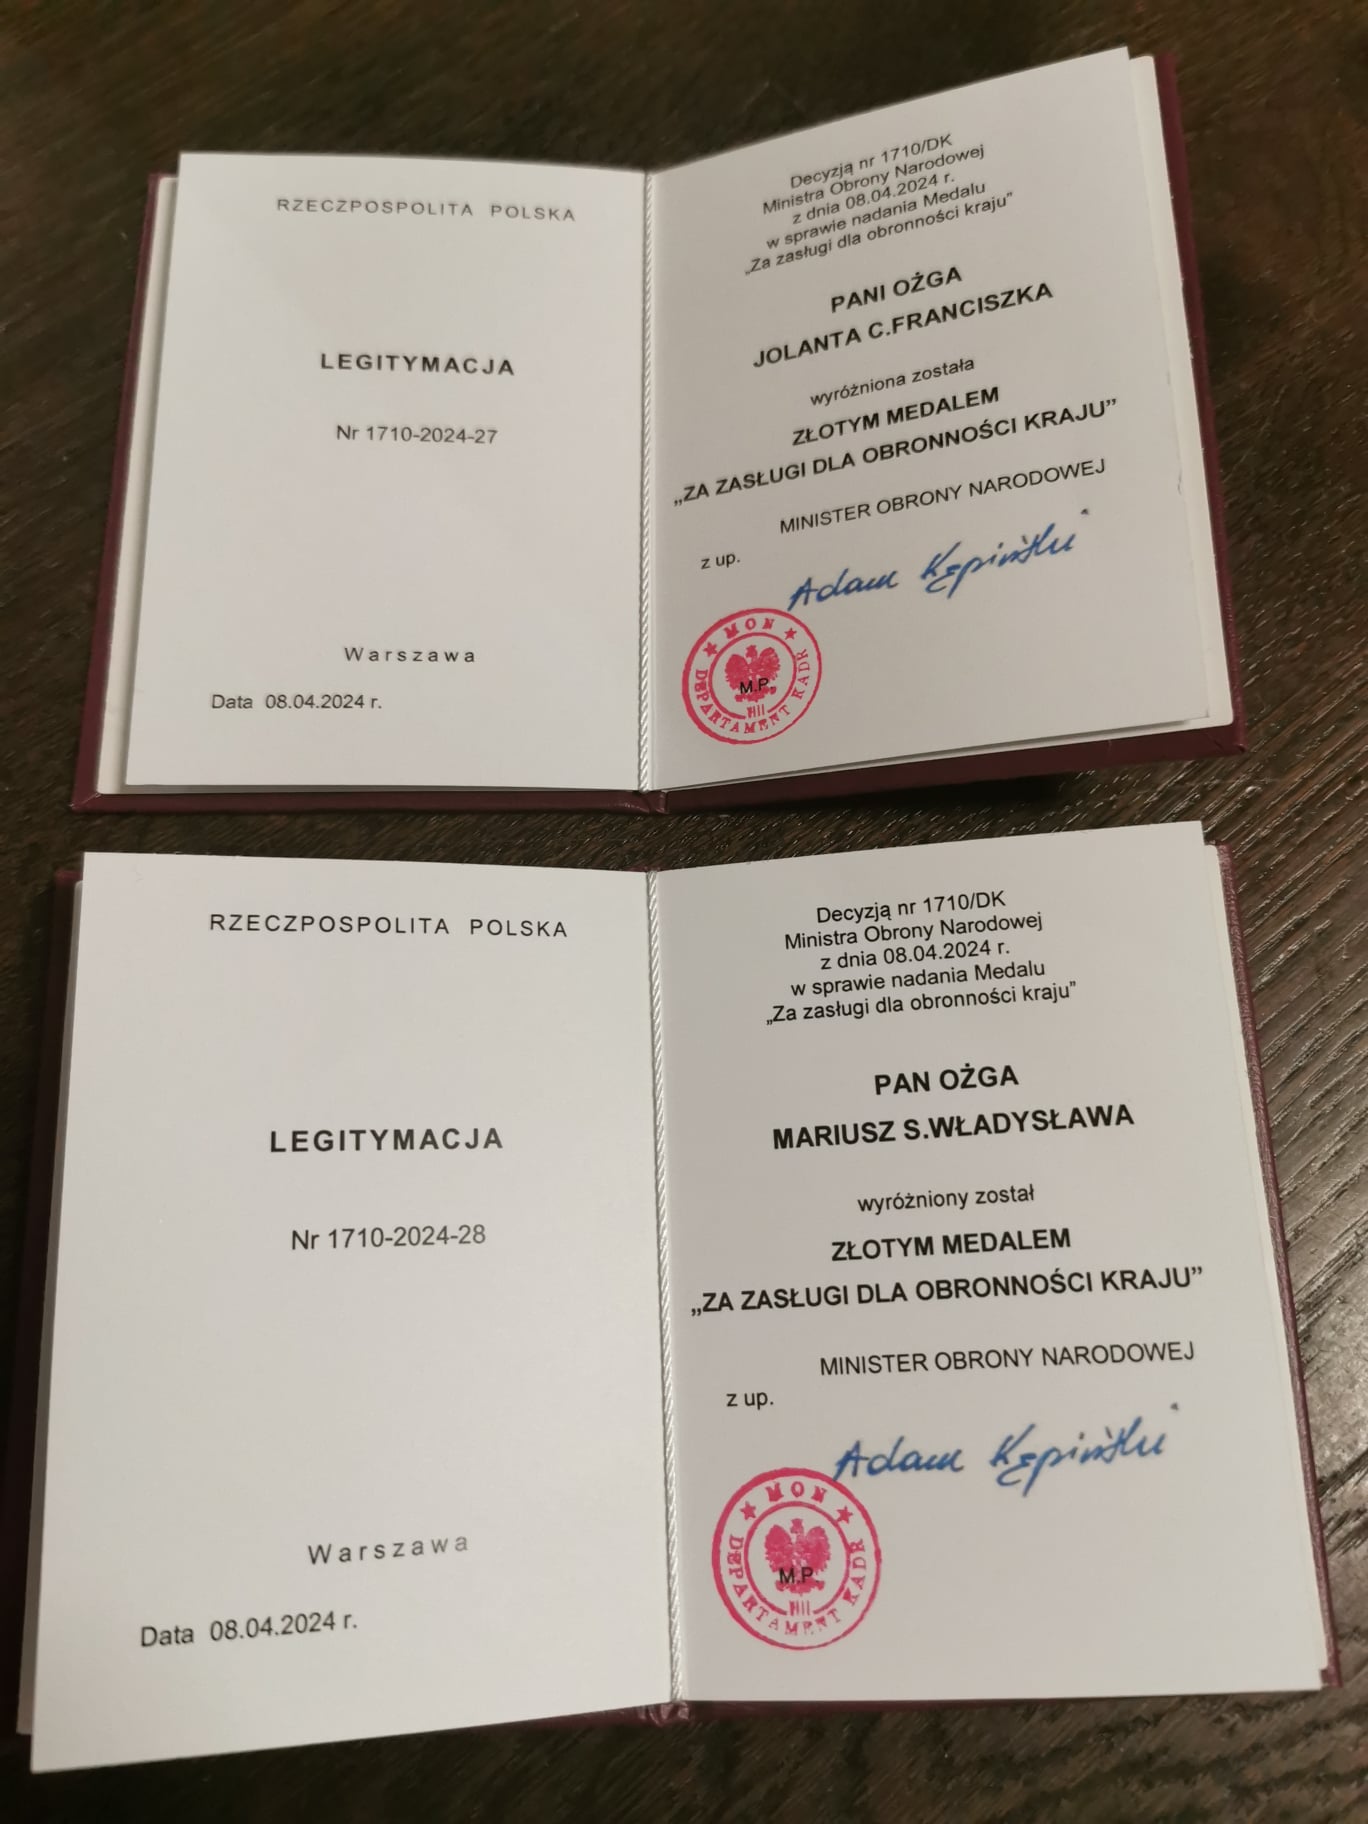 RZECZPOSPOLITA POLSKA
LEGITYMACJA
Nr 1710-2024-27
Warszawa
Data 08.04.2024 r.
Decyzją nr 1710/DK
Ministra Obrony Narodowej
z dnia 08.04.2024 r.
w sprawie nadania Medalu
„Za zasługi dla obronności kraju”
PANI OŻGA
JOLANTA C.FRANCISZKA
wyróżniona została
ZŁOTYM MEDALEM
„ZA ZASŁUGI DLA OBRONNOŚCI KRAJU”
MINISTER OBRONY NARODOWEJ
z up.
Adam Kępiński
MON
M.P.
VIII
DEPARTAMENT KADR
RZECZPOSPOLITA POLSKA
LEGITYMACJA
Nr 1710-2024-28
Warszawa
Data 08.04.2024 r.
Decyzją nr 1710/DK
Ministra Obrony Narodowej
z dnia 08.04.2024 r.
w sprawie nadania Medalu
„Za zasługi dla obronności kraju”
PAN OŻGA
MARIUSZ S.WŁADYSŁAWA
wyróżniony został
ZŁOTYM MEDALEM
„ZA ZASŁUGI DLA OBRONNOŚCI KRAJU”
MINISTER OBRONY NARODOWEJ
z up.
Adam Kępiński
MON
M.P.
VIII
DEPARTAMENT KADR